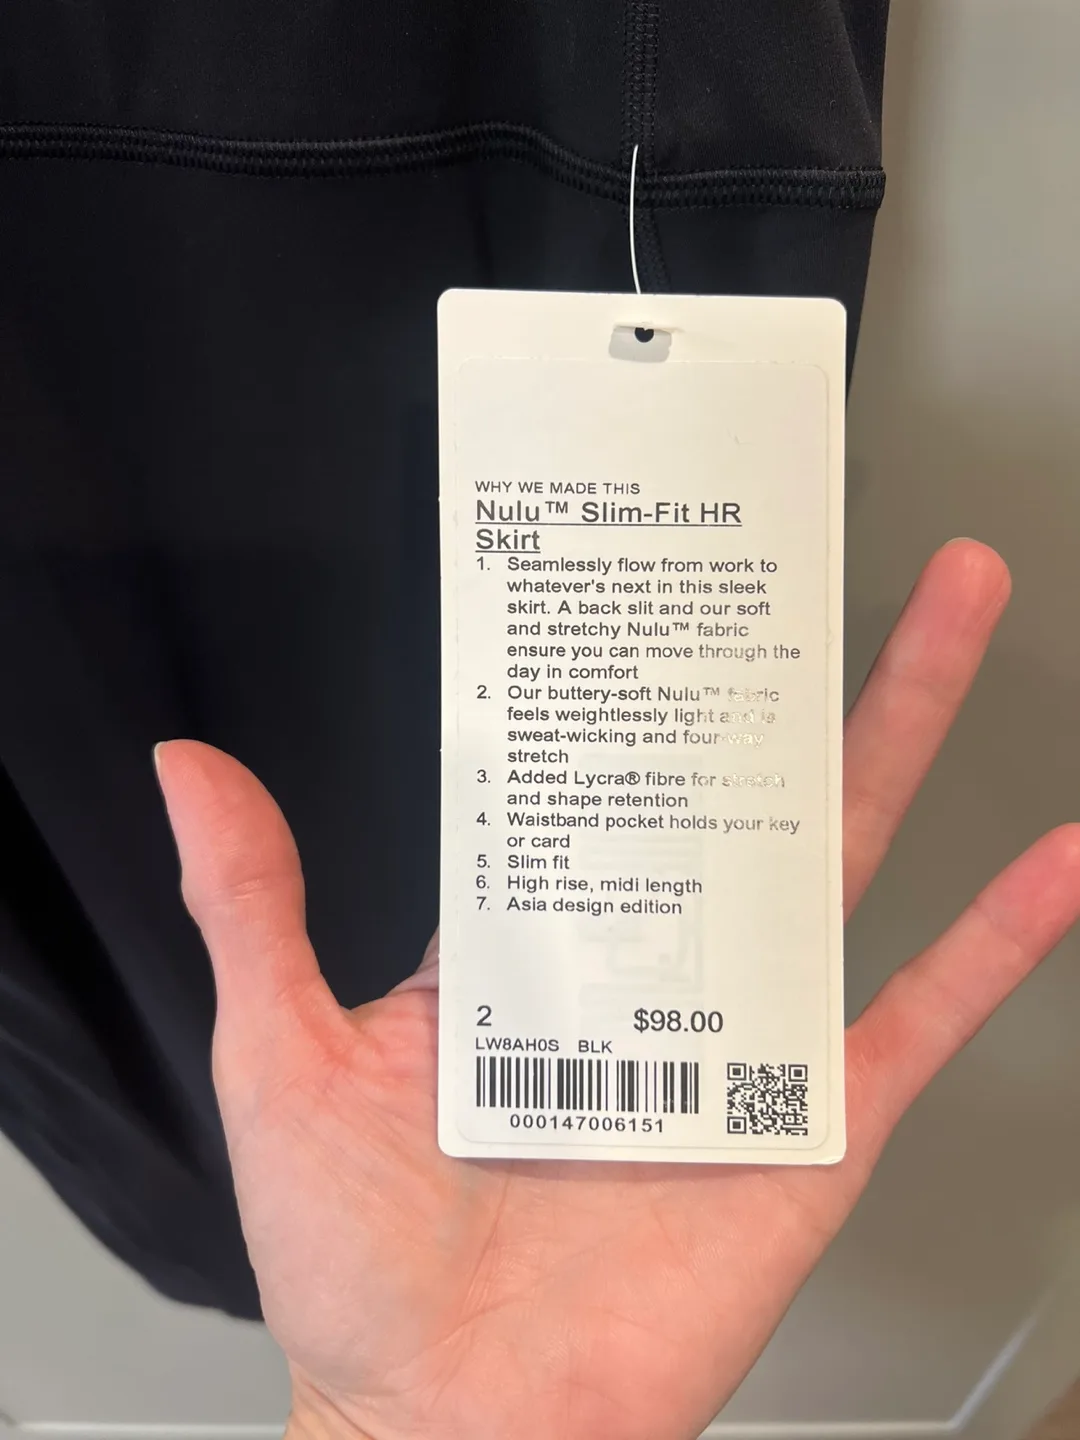 WHY WE MADE THIS
Nulu™ Slim-Fit HR
Skirt
1. Seamlessly flow from work to
whatever's next in this sleek
skirt. A back slit and our soft
and stretchy Nulu™ fabric
ensure you can move through the
day in comfort
2. Our buttery-soft Nulu™ fabric
feels weightlessly light and is
sweat-wicking and four-way
stretch
3. Added Lycra® fibre for stretch
and shape retention
4. Waistband pocket holds your key
or card
5. Slim fit
6. High rise, midi length
7. Asia design edition
2 $98.00
LW8AH0S BLK
000147006151